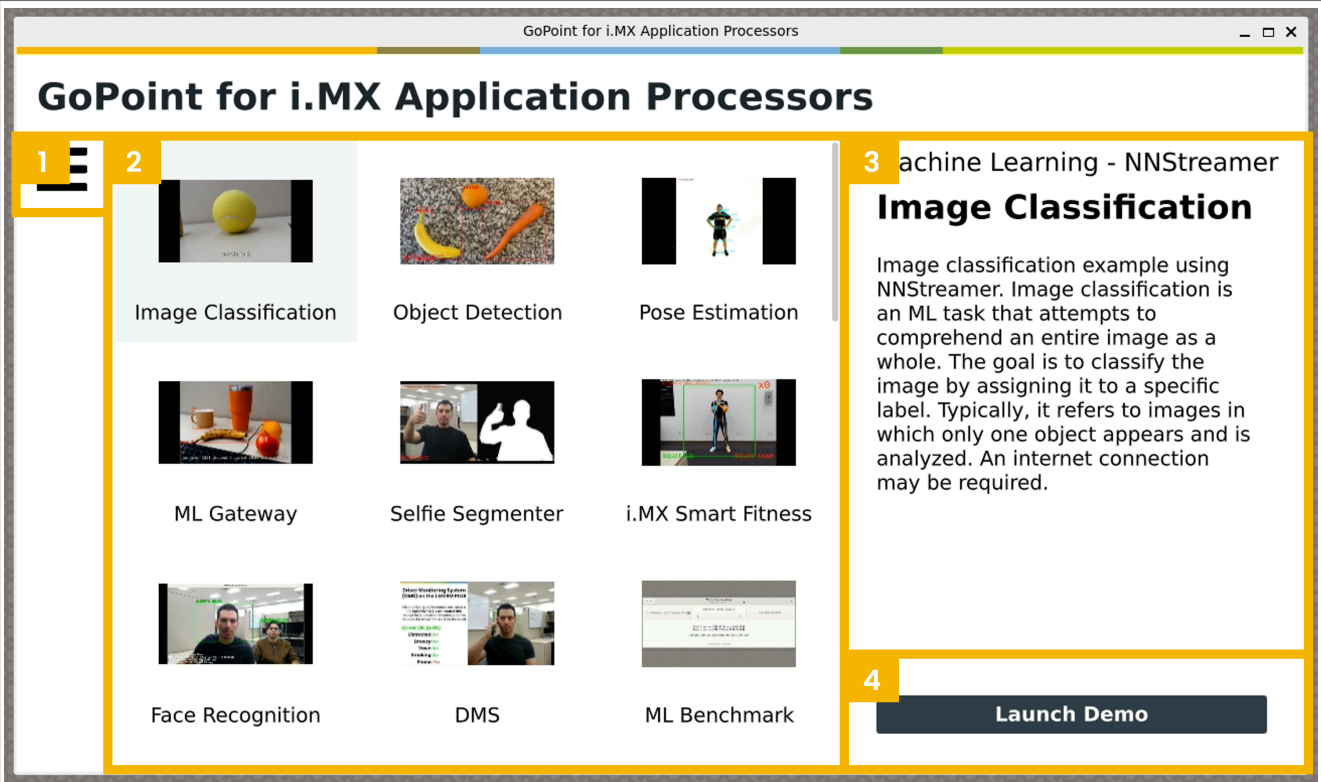 GoPoint for i.MX Application Processors
GoPoint for i.MX Application Processors
1
2
Image Classification
Object Detection
Pose Estimation
x0
ML Gateway
Selfie Segmenter
i.MX Smart Fitness
Face Recognition
DMS
ML Benchmark
3
achine Learning - NNStreamer
Image Classification
Image classification example using
NNStreamer. Image classification is
an ML task that attempts to
comprehend an entire image as a
whole. The goal is to classify the
image by assigning it to a specific
label. Typically, it refers to images in
which only one object appears and is
analyzed. An internet connection
may be required.
4
Launch Demo